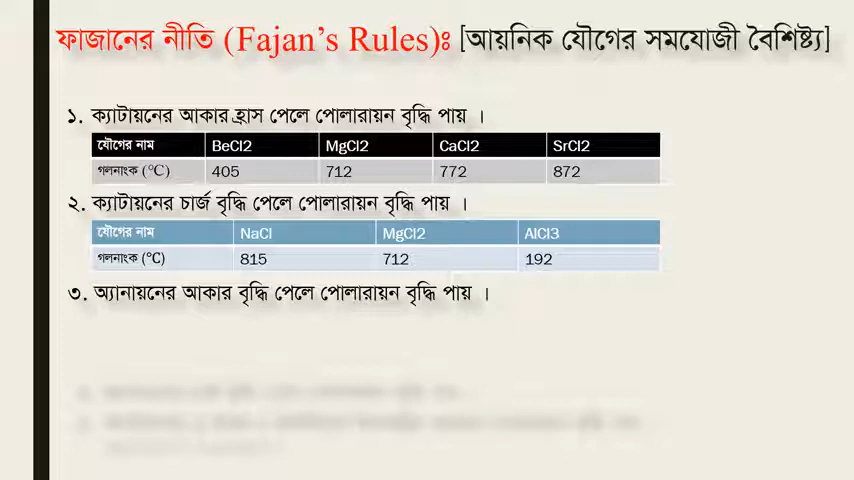 ফাজানের নীতি (Fajan’s Rules)ঃ [আয়নিক যৌগের সমযোজী বৈশিষ্ট্য]
১. ক্যাটায়নের আকার হ্রাস পেলে পোলারায়ন বৃদ্ধি পায় ।
যৌগের নাম BeCl2 MgCl2 CaCl2 SrCl2
গলনাংক (°C) 405 712 772 872
২. ক্যাটায়নের চার্জ বৃদ্ধি পেলে পোলারায়ন বৃদ্ধি পায় ।
যৌগের নাম NaCl MgCl2 AlCl3
গলনাংক (°C) 815 712 192
৩. অ্যানায়নের আকার বৃদ্ধি পেলে পোলারায়ন বৃদ্ধি পায় ।